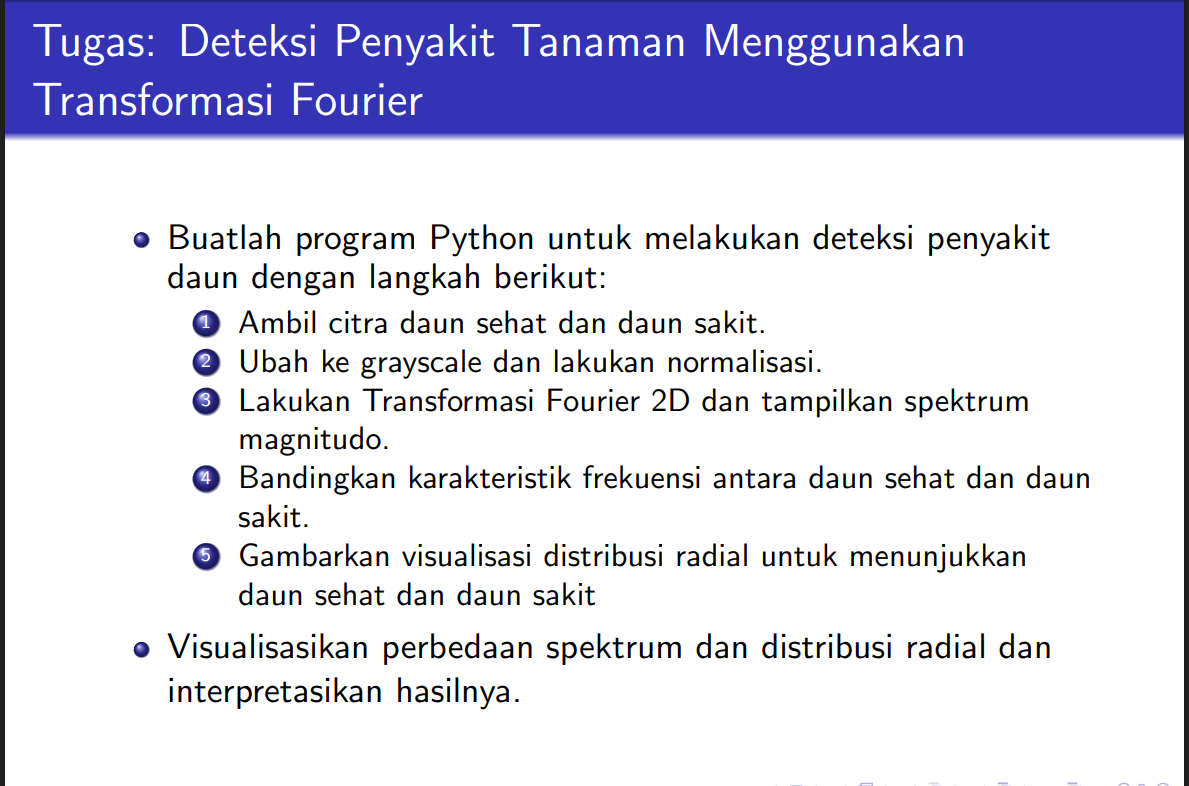 Tugas: Deteksi Penyakit Tanaman Menggunakan
Transformasi Fourier
Buatlah program Python untuk melakukan deteksi penyakit
daun dengan langkah berikut:
1 Ambil citra daun sehat dan daun sakit.
2 Ubah ke grayscale dan lakukan normalisasi.
3 Lakukan Transformasi Fourier 2D dan tampilkan spektrum
magnitudo.
4 Bandingkan karakteristik frekuensi antara daun sehat dan daun
sakit.
5 Gambarkan visualisasi distribusi radial untuk menunjukkan
daun sehat dan daun sakit
Visualisasikan perbedaan spektrum dan distribusi radial dan
interpretasikan hasilnya.